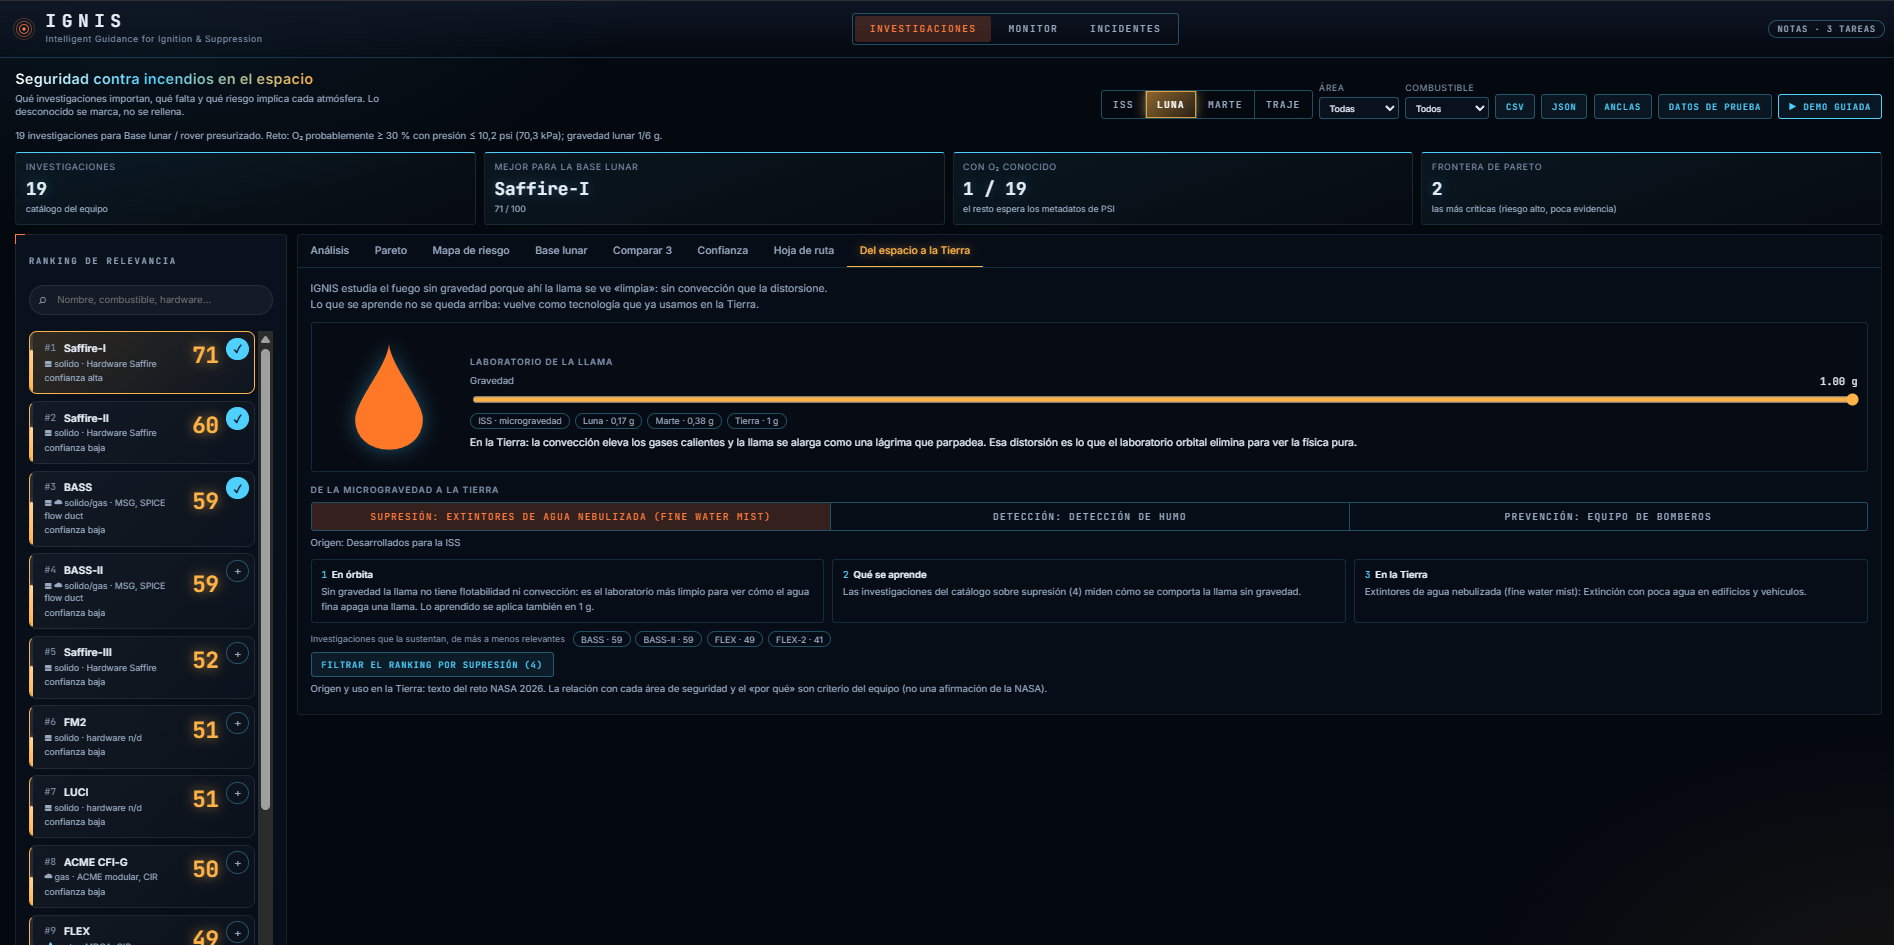 IGNIS
Intelligent Guidance for Ignition & Suppression
INVESTIGACIONES
MONITOR
INCIDENTES
NOTAS · 3 TAREAS
Seguridad contra incendios en el espacio
Qué investigaciones importan, qué falta y qué riesgo implica cada atmósfera. Lo
desconocido se marca, no se rellena.
19 investigaciones para Base lunar / rover presurizado. Reto: O₂ probablemente ≥ 30 % con presión ≤ 10,2 psi (70,3 kPa); gravedad lunar 1/6 g.
ISS
LUNA
MARTE
TRAJE
ÁREA
Todas
COMBUSTIBLE
Todos
CSV
JSON
ANCLAS
DATOS DE PRUEBA
▶ DEMO GUIADA
INVESTIGACIONES
19
catálogo del equipo
MEJOR PARA LA BASE LUNAR
Saffire-I
71 / 100
CON O₂ CONOCIDO
1 / 19
el resto espera los metadatos de PSI
FRONTERA DE PARETO
2
las más críticas (riesgo alto, poca evidencia)
RANKING DE RELEVANCIA
Nombre, combustible, hardware...
#1 Saffire-I
solido · Hardware Saffire
confianza alta
71 ✓
#2 Saffire-II
solido · Hardware Saffire
confianza baja
60 ✓
#3 BASS
solido/gas · MSG, SPICE
flow duct
confianza baja
59 ✓
#4 BASS-II
solido/gas · MSG, SPICE
flow duct
confianza baja
59 +
#5 Saffire-III
solido · Hardware Saffire
confianza baja
52 +
#6 FM2
solido · hardware n/d
confianza baja
51 +
#7 LUCI
solido · hardware n/d
confianza baja
51 +
#8 ACME CFI-G
gas · ACME modular, CIR
confianza baja
50 +
#9 FLEX
49 +
Análisis
Pareto
Mapa de riesgo
Base lunar
Comparar 3
Confianza
Hoja de ruta
Del espacio a la Tierra
IGNIS estudia el fuego sin gravedad porque ahí la llama se ve «limpia»: sin convección que la distorsione.
Lo que se aprende no se queda arriba: vuelve como tecnología que ya usamos en la Tierra.
LABORATORIO DE LA LLAMA
Gravedad
1.00 g
ISS · microgravedad
Luna · 0,17 g
Marte · 0,38 g
Tierra · 1 g
En la Tierra: la convección eleva los gases calientes y la llama se alarga como una lágrima que parpadea. Esa distorsión es lo que el laboratorio orbital elimina para ver la física pura.
DE LA MICROGRAVEDAD A LA TIERRA
SUPRESIÓN: EXTINTORES DE AGUA NEBULIZADA (FINE WATER MIST)
DETECCIÓN: DETECCIÓN DE HUMO
PREVENCIÓN: EQUIPO DE BOMBEROS
Origen: Desarrollados para la ISS
1 En órbita
Sin gravedad la llama no tiene flotabilidad ni convección: es el laboratorio más limpio para ver cómo el agua
fina apaga una llama. Lo aprendido se aplica también en 1 g.
2 Qué se aprende
Las investigaciones del catálogo sobre supresión (4) miden cómo se comporta la llama sin gravedad.
3 En la Tierra
Extintores de agua nebulizada (fine water mist): Extinción con poca agua en edificios y vehículos.
Investigaciones que la sustentan, de más a menos relevantes
BASS · 59
BASS-II · 59
FLEX · 49
FLEX-2 · 41
FILTRAR EL RANKING POR SUPRESIÓN (4)
Origen y uso en la Tierra: texto del reto NASA 2026. La relación con cada área de seguridad y el «por qué» son criterio del equipo (no una afirmación de la NASA).